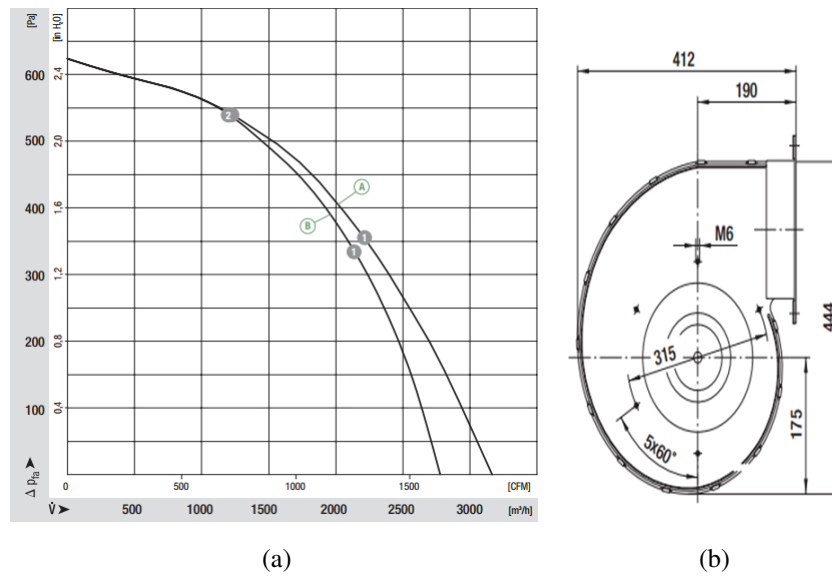 [Pa]
[in H₂O]
600
500
400
300
200
100
Δ pfa ➤
2,4
2,0
1,6
1,2
0,8
0,4
2
A
B
1
1
0
500
1000
1500
[CFM]
V̇ ➤
500
1000
1500
2000
2500
3000
[m³/h]
(a)
412
190
M6
315
5x60°
175
444
(b)